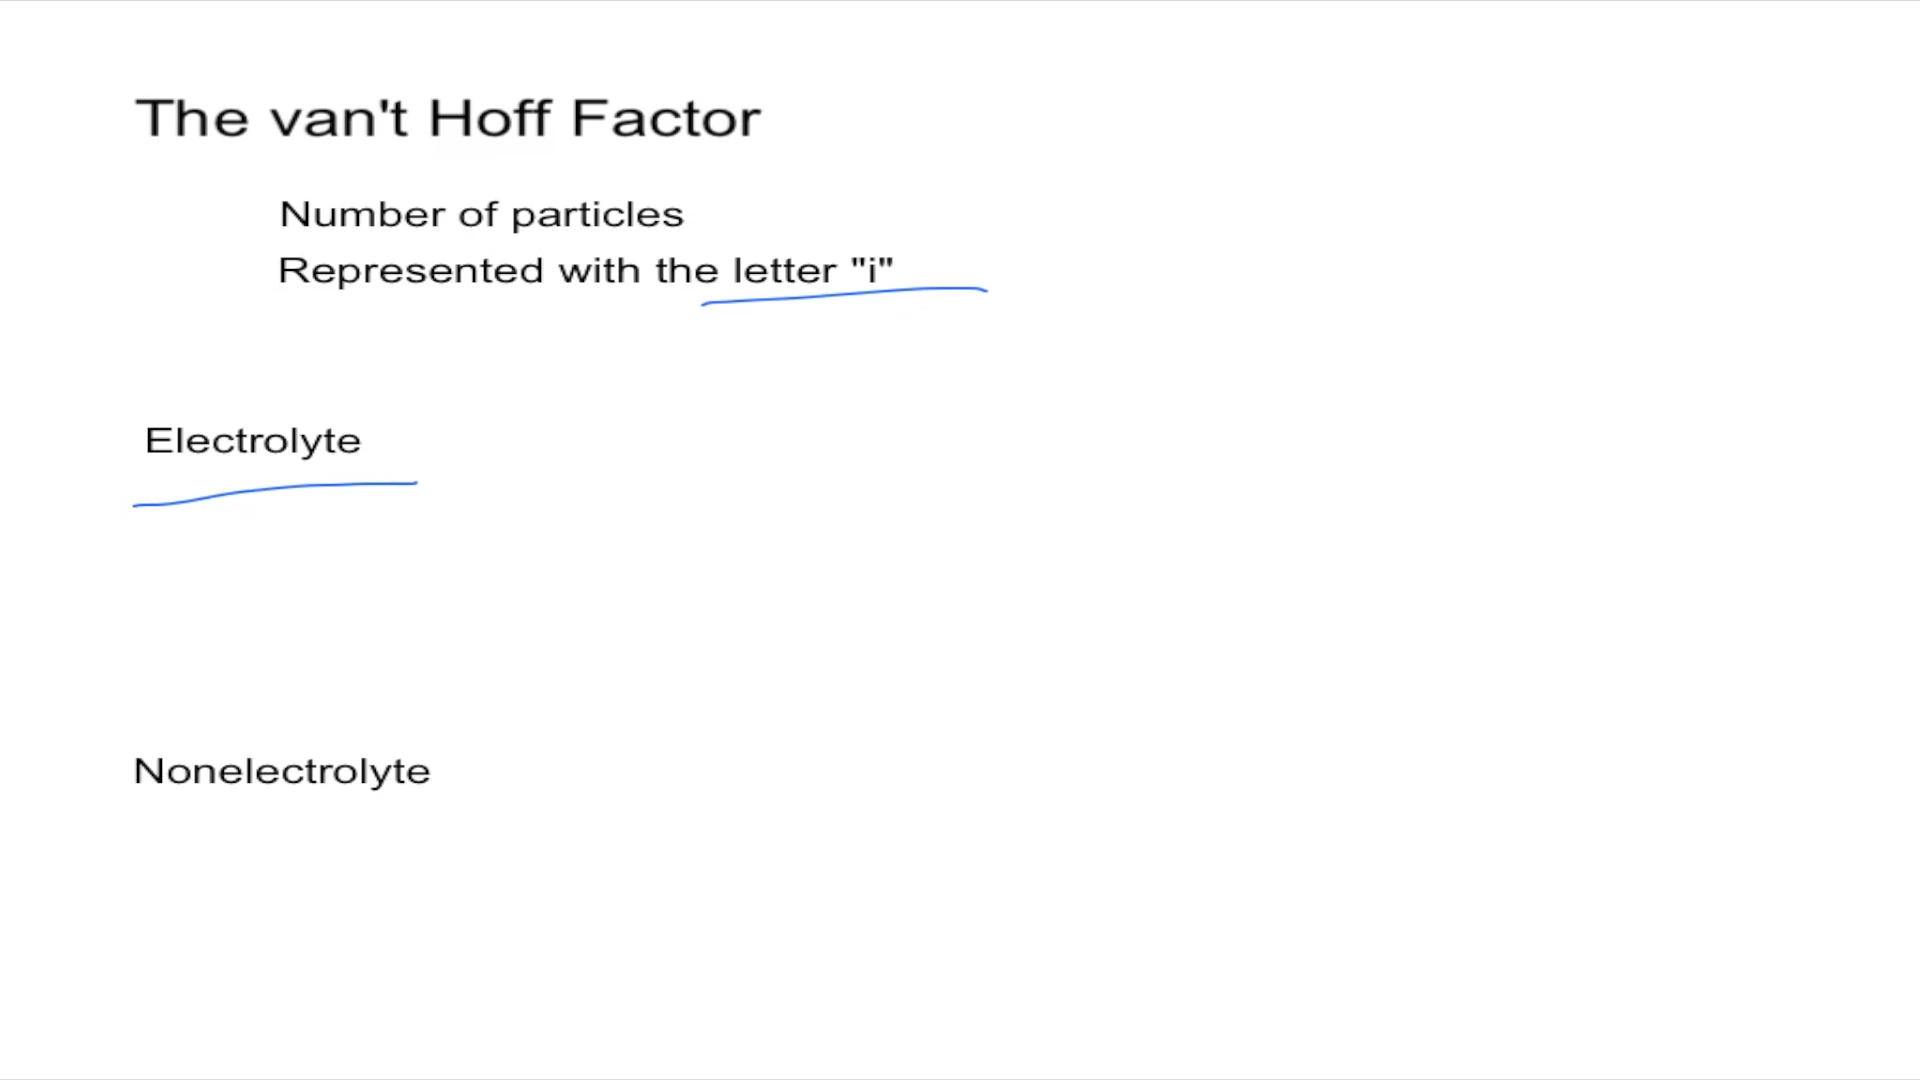 The van't Hoff Factor
Number of particles
Represented with the letter "i"
Electrolyte
Nonelectrolyte